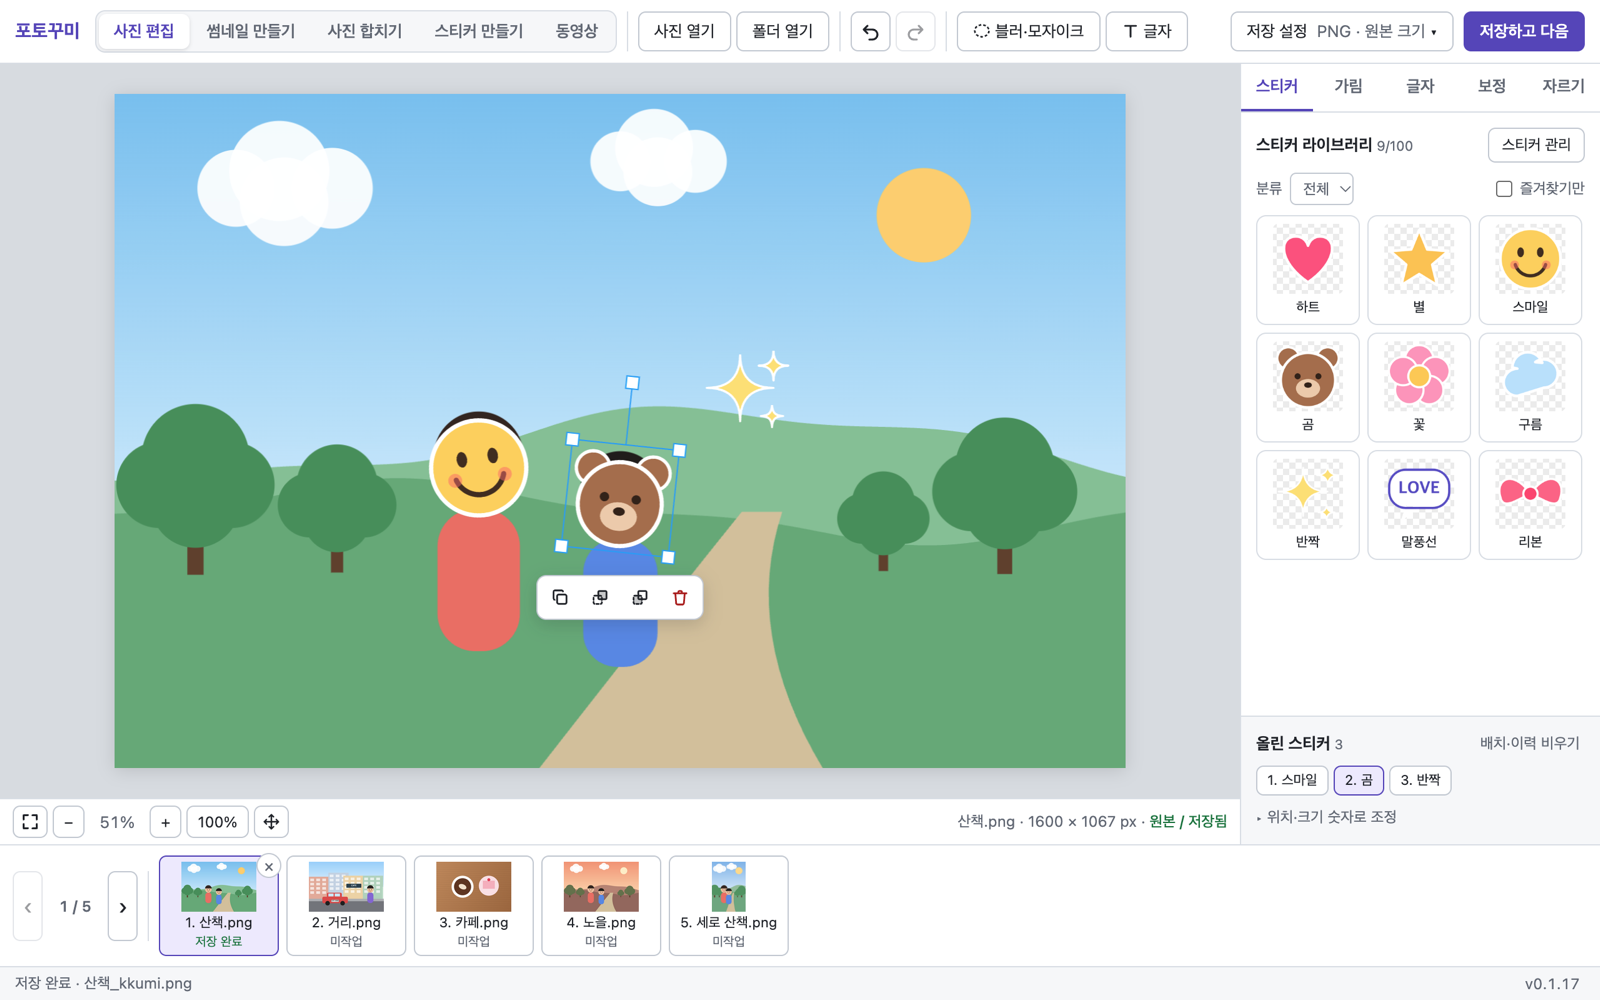 포토꾸미
사진 편집
썸네일 만들기
사진 합치기
스티커 만들기
동영상
사진 열기
폴더 열기
블러·모자이크
글자
저장 설정 PNG · 원본 크기
저장하고 다음
스티커
가림
글자
보정
자르기
스티커 라이브러리 9/100
스티커 관리
분류
전체
즐겨찾기만
하트
별
스마일
곰
꽃
구름
LOVE
반짝
말풍선
리본
올린 스티커 3
배치·이력 비우기
1. 스마일
2. 곰
3. 반짝
위치·크기 숫자로 조정
51%
100%
산책.png · 1600 × 1067 px · 원본 / 저장됨
1 / 5
1. 산책.png
저장 완료
2. 거리.png
미작업
3. 카페.png
미작업
4. 노을.png
미작업
5. 세로 산책.png
미작업
저장 완료 · 산책_kkumi.png
v0.1.17